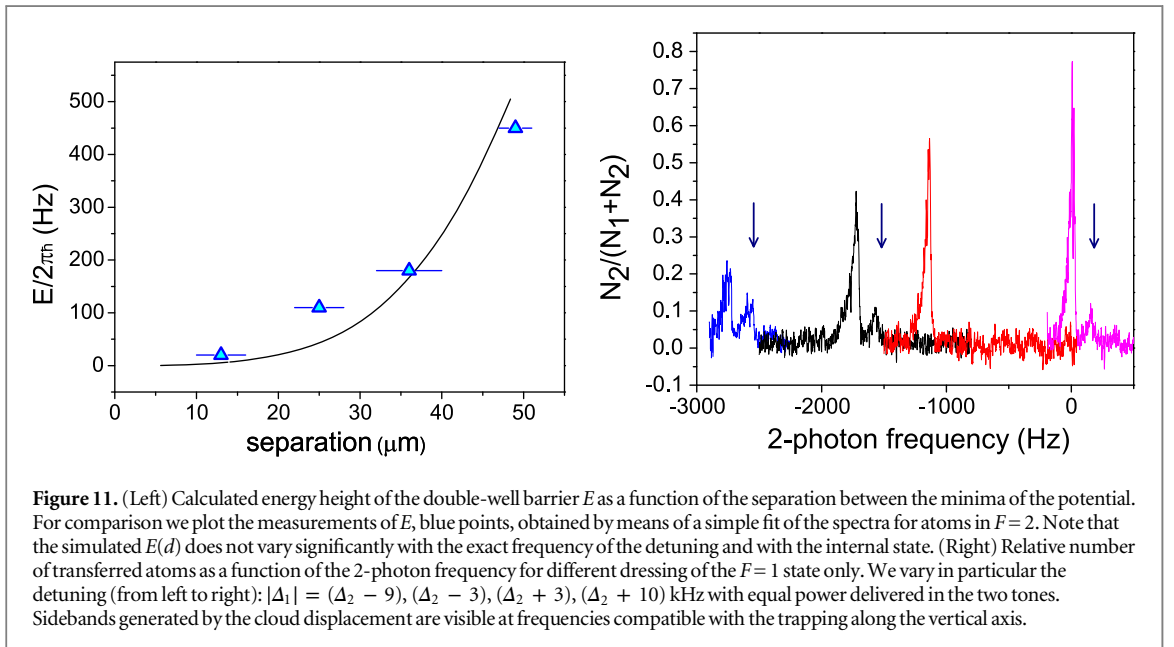 500
400
300
200
100
0
E/2πħ (Hz)
0 10 20 30 40 50
separation (μm)
0.8
0.7
0.6
0.5
0.4
0.3
0.2
0.1
0.0
-0.1
N₂/(N₁+N₂)
-3000 -2000 -1000 0
2-photon frequency (Hz)
Figure 11. (Left) Calculated energy height of the double-well barrier E as a function of the separation between the minima of the potential.
For comparison we plot the measurements of E, blue points, obtained by means of a simple fit of the spectra for atoms in F = 2. Note that
the simulated E(d) does not vary significantly with the exact frequency of the detuning and with the internal state. (Right) Relative number
of transferred atoms as a function of the 2-photon frequency for different dressing of the F = 1 state only. We vary in particular the
detuning (from left to right): |Δ₁| = (Δ₂ − 9), (Δ₂ − 3), (Δ₂ + 3), (Δ₂ + 10) kHz with equal power delivered in the two tones.
Sidebands generated by the cloud displacement are visible at frequencies compatible with the trapping along the vertical axis.